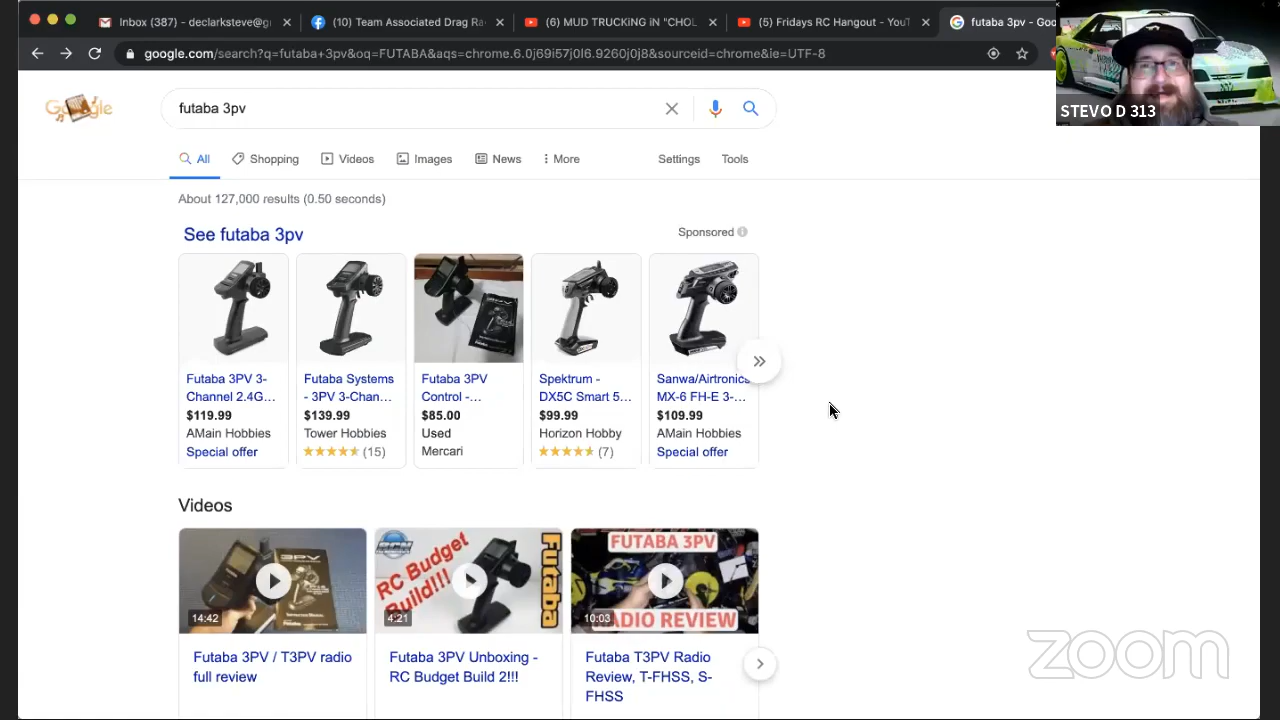 Inbox (387) - declarksteve@g
(10) Team Associated Dr10 Ra
(6) MUD TRUCKING IN "CHOL
(5) Fridays RC Hangout - YouT
futaba 3pv - Goo
google.com/search?q=futaba+3pv&oq=FUTABA&aqs=chrome.6.0j69i57j0l6.9260j0j8&sourceid=chrome&ie=UTF-8
STEVO D 313
Google
futaba 3pv
All
Shopping
Videos
Images
News
More
Settings
Tools
About 127,000 results (0.50 seconds)
See futaba 3pv
Sponsored
Futaba 3PV 3-
Channel 2.4G...
$119.99
AMain Hobbies
Special offer
Futaba Systems
- 3PV 3-Chan...
$139.99
Tower Hobbies
(15)
3PV
Futaba 3PV
Control -...
$85.00
Used
Mercari
Spektrum -
DX5C Smart 5...
$99.99
Horizon Hobby
(7)
Sanwa/Airtronics
MX-6 FH-E 3-...
$109.99
AMain Hobbies
Special offer
Videos
3PV
14:42
Futaba 3PV / T3PV radio
full review
RC Budget
Build!!!
Futaba
4:21
Futaba 3PV Unboxing -
RC Budget Build 2!!!
FUTABA 3PV
RADIO REVIEW
10:03
Futaba T3PV Radio
Review, T-FHSS, S-
FHSS
zoom